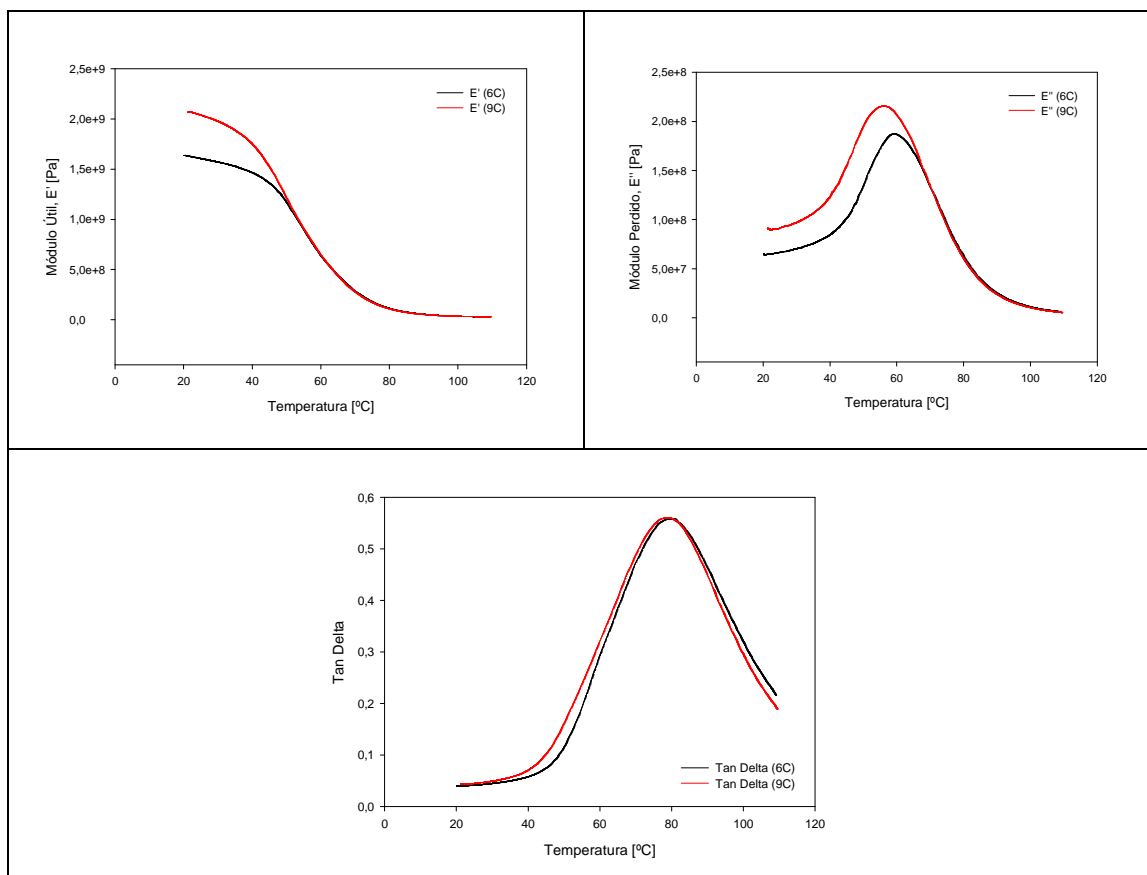 2,5e+9
2,0e+9
1,5e+9
1,0e+9
5,0e+8
0,0
Módulo Útil, E' [Pa]
E' (6C)
E' (9C)
0 20 40 60 80 100 120
Temperatura [ºC]
2,5e+8
2,0e+8
1,5e+8
1,0e+8
5,0e+7
0,0
Módulo Perdido, E'' [Pa]
E'' (6C)
E'' (9C)
0 20 40 60 80 100 120
Temperatura [ºC]
0,6
0,5
0,4
0,3
0,2
0,1
0,0
Tan Delta
Tan Delta (6C)
Tan Delta (9C)
0 20 40 60 80 100 120
Temperatura [ºC]